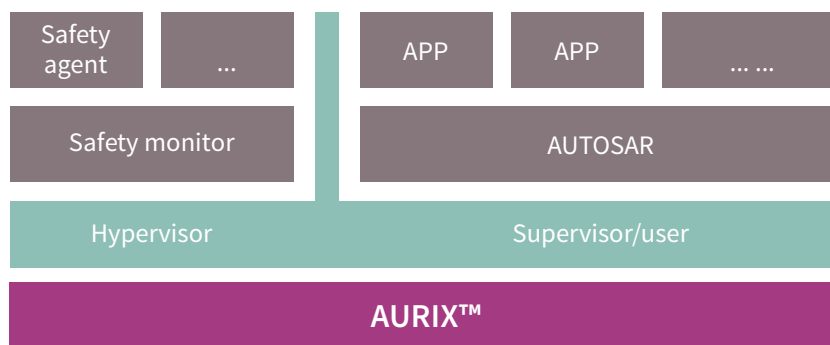 Safety
agent
...
APP
APP
... ...
Safety monitor
AUTOSAR
Hypervisor
Supervisor/user
AURIX™